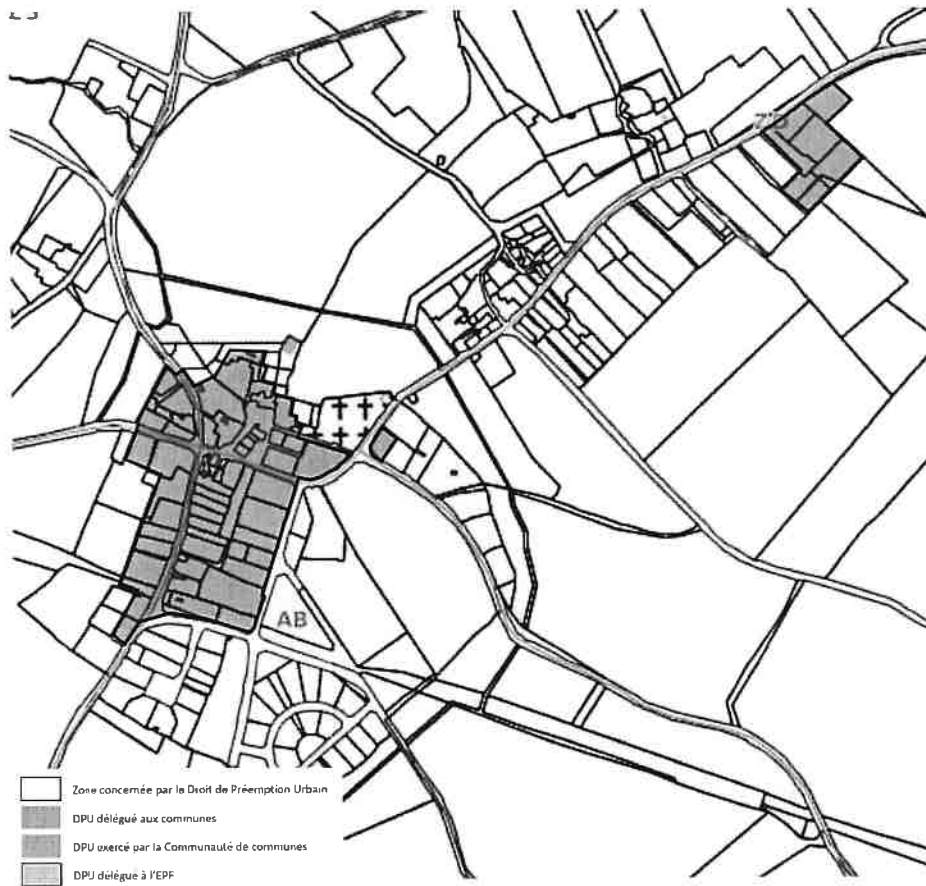 ZD
AB
Zone concernée par le Droit de Préemption Urbain
DPU délégué aux communes
DPU exercé par la Communauté de communes
DPU délégué à l'EPF